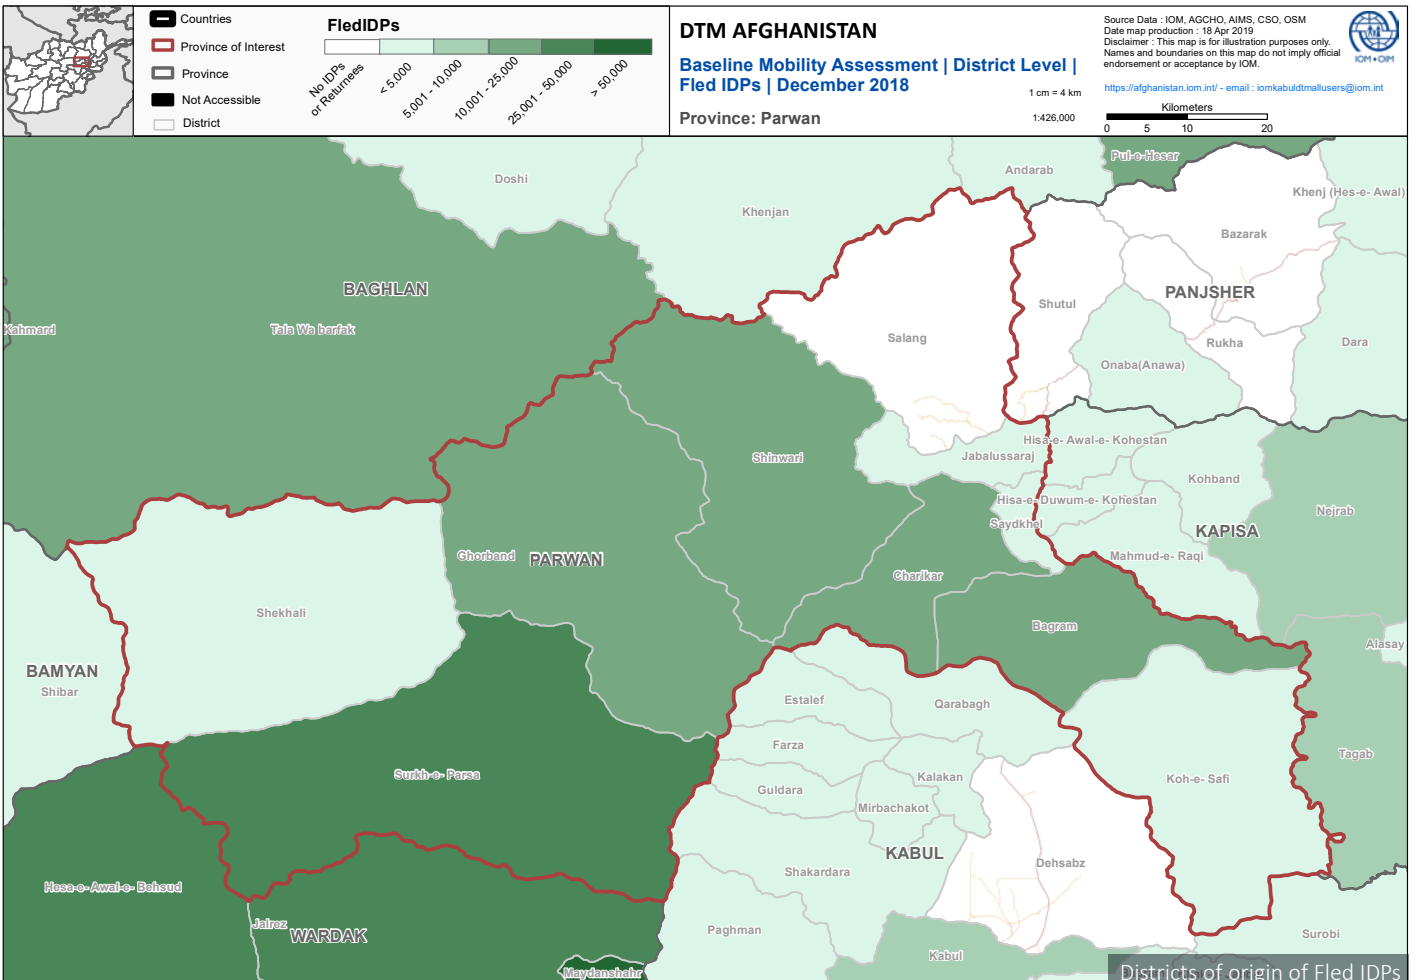 Countries
Province of Interest
Province
Not Accessible
District
FledIDPs
No IDPs
or Returnees
< 5,000
5,001 - 10,000
10,001 - 25,000
25,001 - 50,000
> 50,000
DTM AFGHANISTAN
Baseline Mobility Assessment | District Level |
Fled IDPs | December 2018
Province: Parwan
1 cm = 4 km
1:426,000
Source Data : IOM, AGCHO, AIMS, CSO, OSM
Date map production : 18 Apr 2019
Disclaimer : This map is for illustration purposes only.
Names and boundaries on this map do not imply official
endorsement or acceptance by IOM.
https://afghanistan.iom.int/ - email : iomkabuldtmallusers@iom.int
Kilometers
0 5 10 20
IOM • OIM
Pul-e-Hesar
Andarab
Doshi
Khenj (Hes-e- Awal)
Khenjan
Bazarak
BAGHLAN
PANJSHER
Shutul
Kahmard
Tala Wa barfak
Salang
Rukha
Dara
Onaba(Anawa)
Hisa-e- Awal-e- Kohestan
Shinwari
Jabalussaraj
Kohband
Hisa-e- Duwum-e- Kohestan
Nejrab
Saydkhel
KAPISA
Ghorband
PARWAN
Mahmud-e- Raqi
Charikar
Shekhali
Bagram
Alasay
BAMYAN
Shibar
Estalef
Qarabagh
Farza
Tagab
Surkh-e- Parsa
Kalakan
Koh-e- Safi
Guldara
Mirbachakot
KABUL
Dehsabz
Shakardara
Hesa-e- Awal-e- Behsud
Jalrez
WARDAK
Paghman
Surobi
Kabul
Maydanshahr
Districts of origin of Fled IDPs